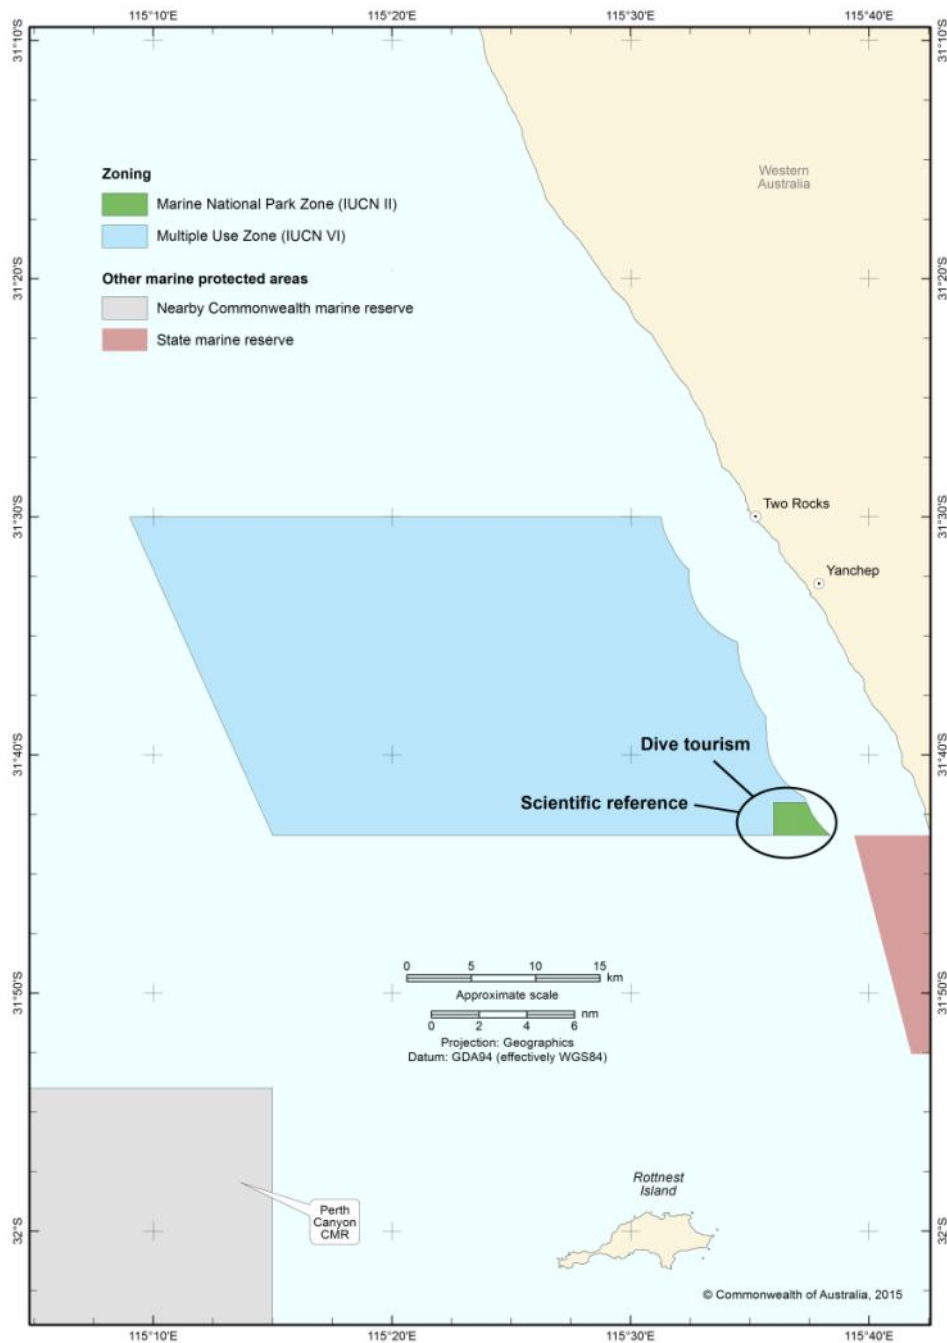 115°10'E 115°20'E 115°30'E 115°40'E
31°10'S 31°10'S
Western
Australia
Zoning
Marine National Park Zone (IUCN II)
Multiple Use Zone (IUCN VI)
Other marine protected areas
31°20'S 31°20'S
Nearby Commonwealth marine reserve
State marine reserve
Two Rocks
31°30'S 31°30'S
Yanchep
Dive tourism
31°40'S 31°40'S
Scientific reference
0 5 10 15
km
Approximate scale
31°50'S 31°50'S
nm
0 2 4 6
Projection: Geographics
Datum: GDA94 (effectively WGS84)
Rottnest
Island
Perth
Canyon
CMR
32°S 32°S
© Commonwealth of Australia, 2015
115°10'E 115°20'E 115°30'E 115°40'E